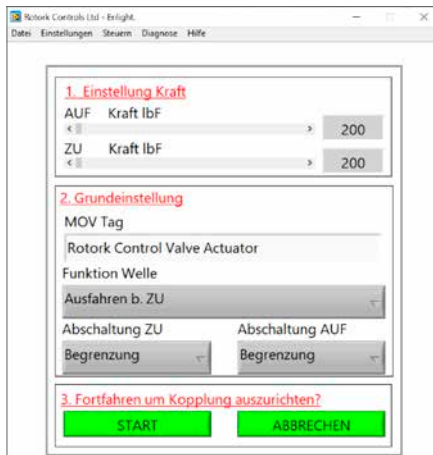 Rotork Controls Ltd - Enlight.
Datei Einstellungen Steuern Diagnose Hilfe
1. Einstellung Kraft
AUF Kraft lbF
200
ZU Kraft lbF
200
2. Grundeinstellung
MOV Tag
Rotork Control Valve Actuator
Funktion Welle
Ausfahren b. ZU
Abschaltung ZU Abschaltung AUF
Begrenzung Begrenzung
3. Fortfahren um Kopplung auszurichten?
START ABBRECHEN